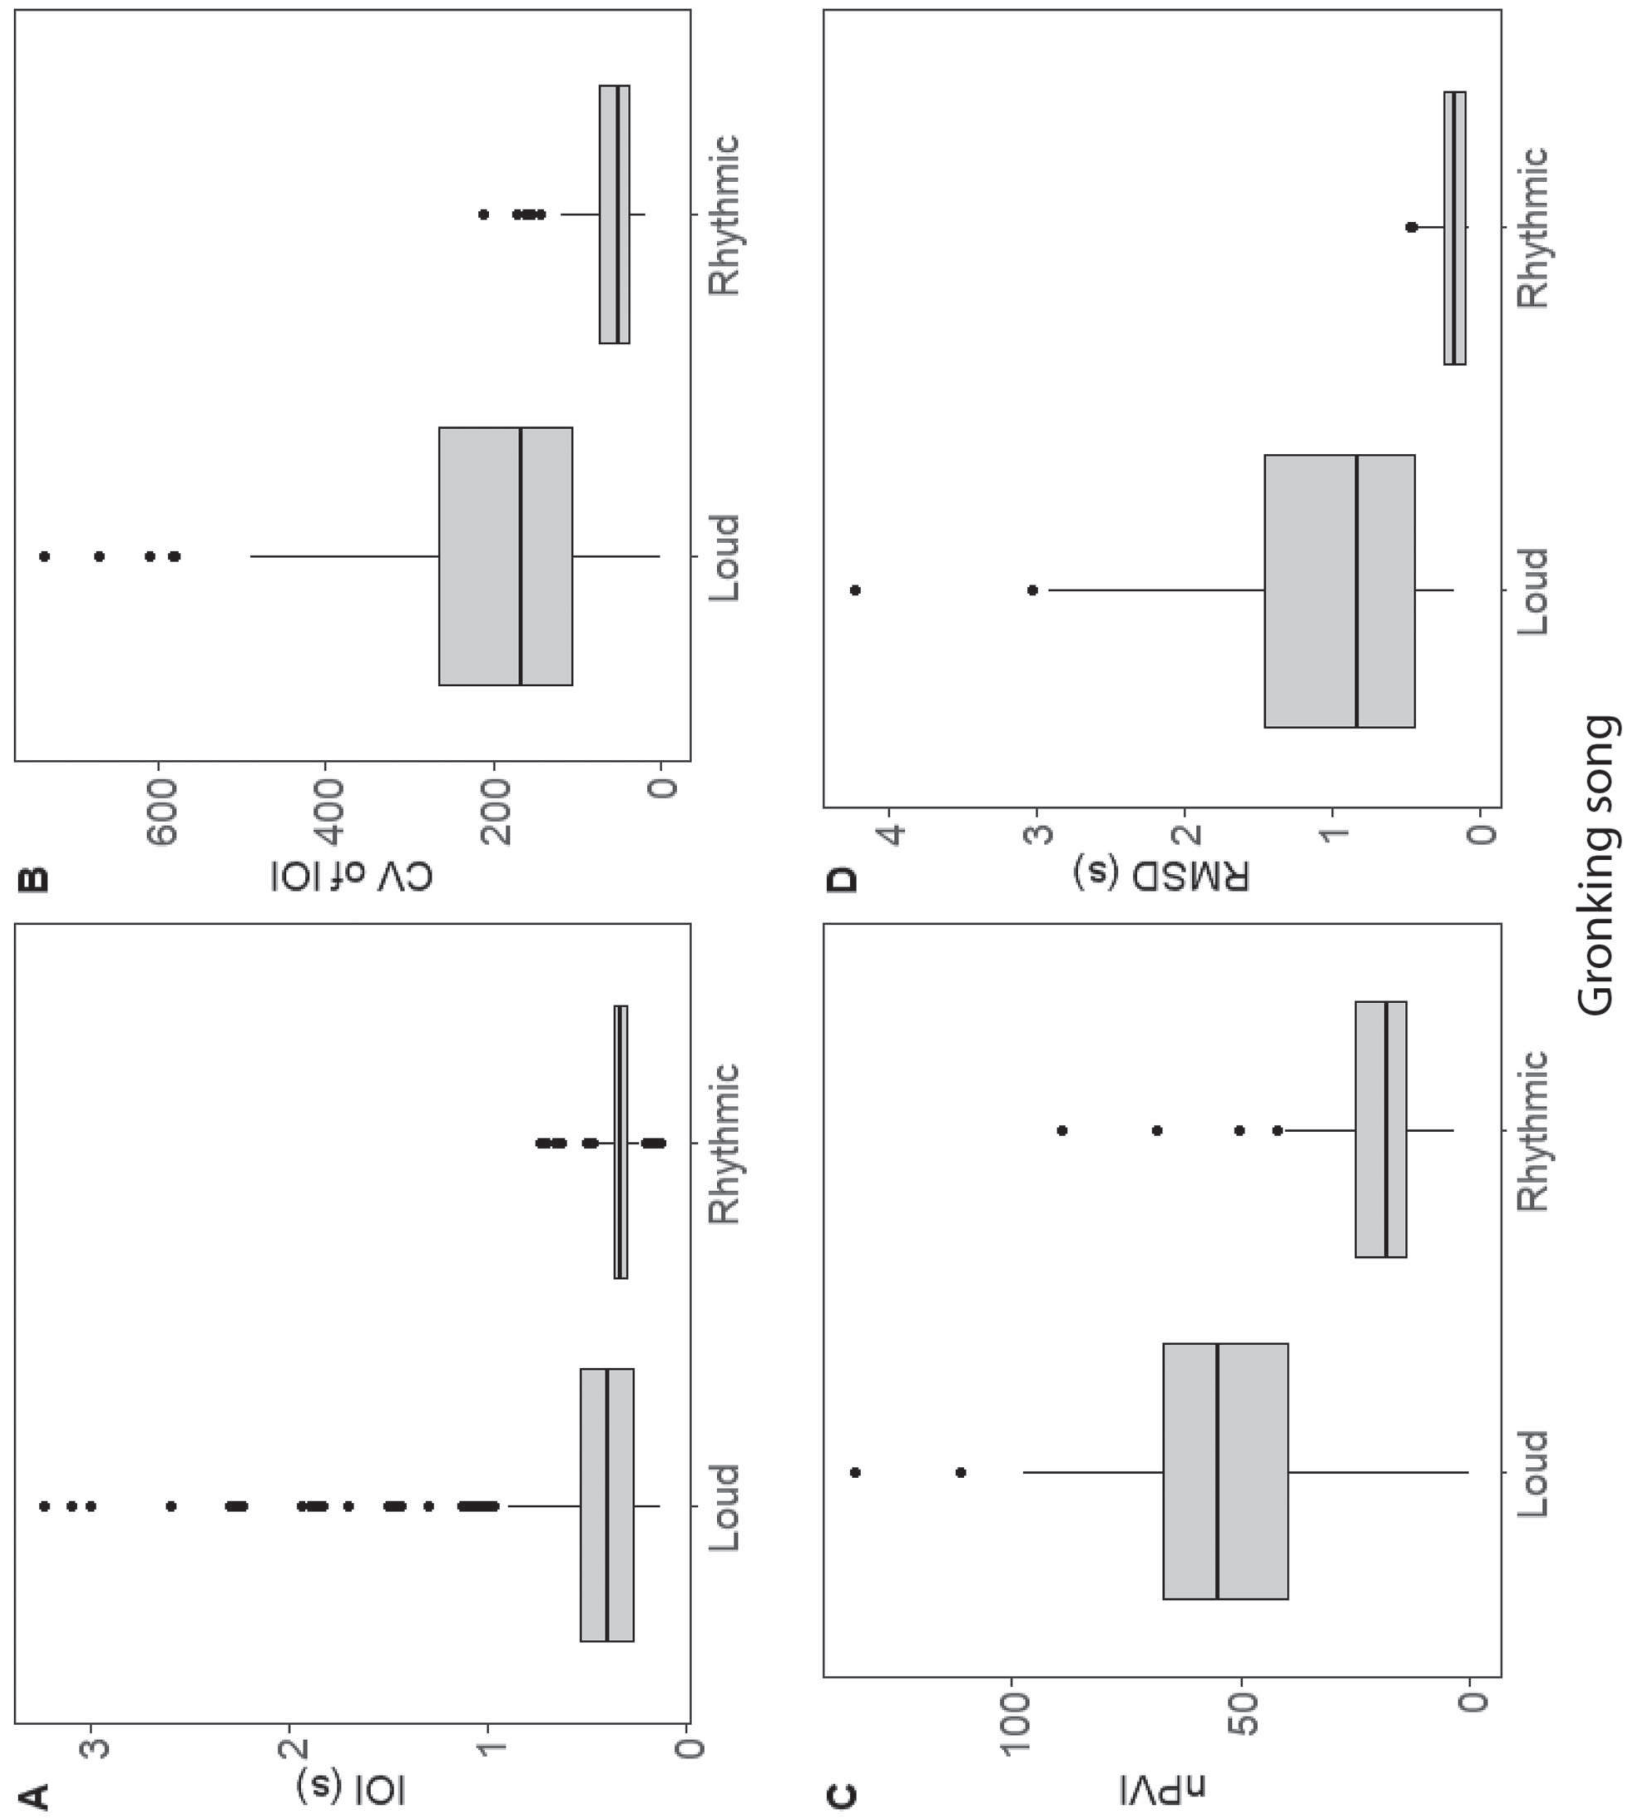 A
IOI (s)
3
2
1
0
Loud
Rhythmic
B
CV of IOI
600
400
200
0
Loud
Rhythmic
C
nPVI
100
50
0
Loud
Rhythmic
D
RMSD (s)
4
3
2
1
0
Loud
Rhythmic
Gronking song